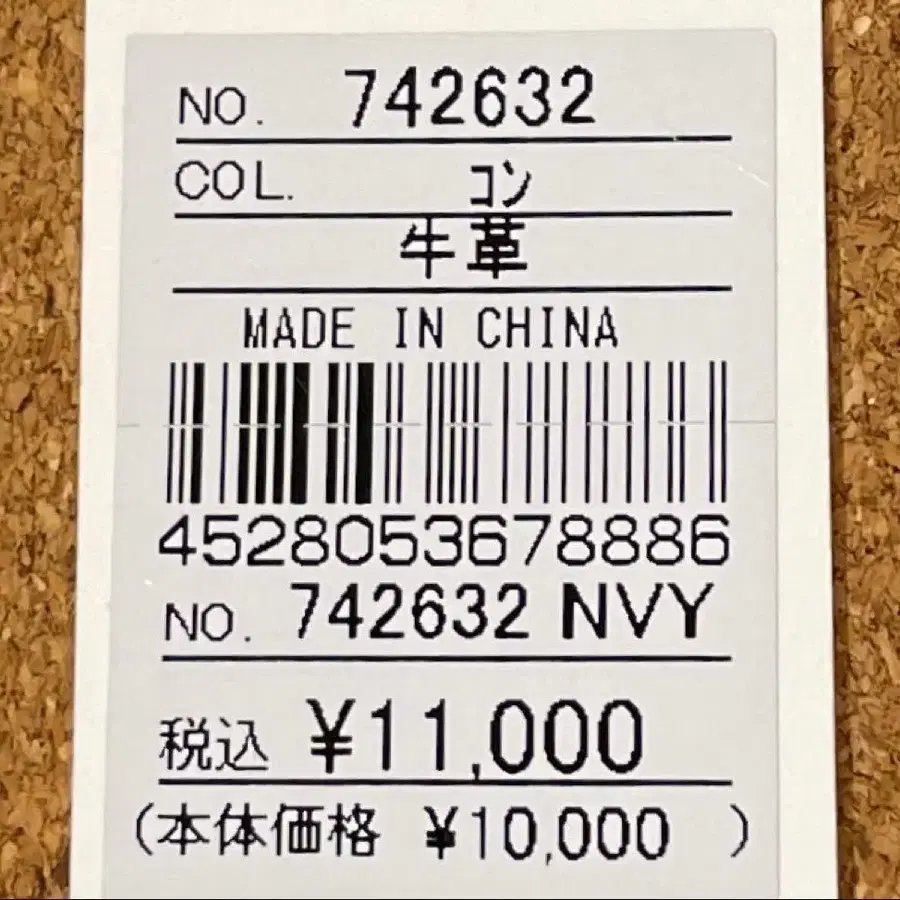 NO. 742632
COL. コン
牛革
MADE IN CHINA
4528053678886
NO. 742632 NVY
税込 ¥11,000
(本体価格 ¥10,000 )